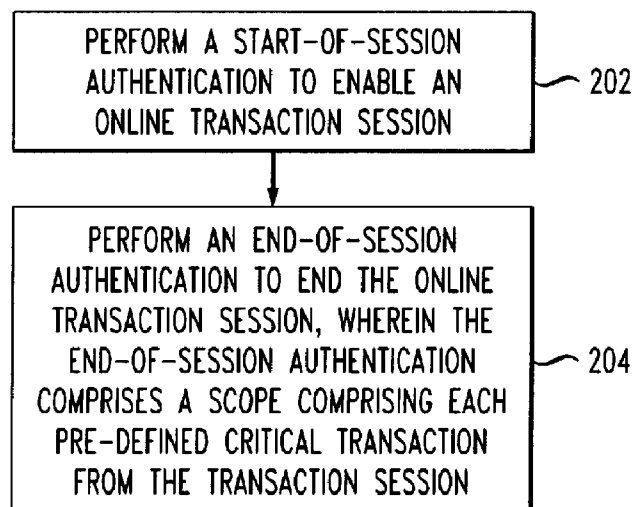 PERFORM A START-OF-SESSION
AUTHENTICATION TO ENABLE AN
ONLINE TRANSACTION SESSION
202
PERFORM AN END-OF-SESSION
AUTHENTICATION TO END THE ONLINE
TRANSACTION SESSION, WHEREIN THE
END-OF-SESSION AUTHENTICATION
COMPRISES A SCOPE COMPRISING EACH
PRE-DEFINED CRITICAL TRANSACTION
FROM THE TRANSACTION SESSION
204